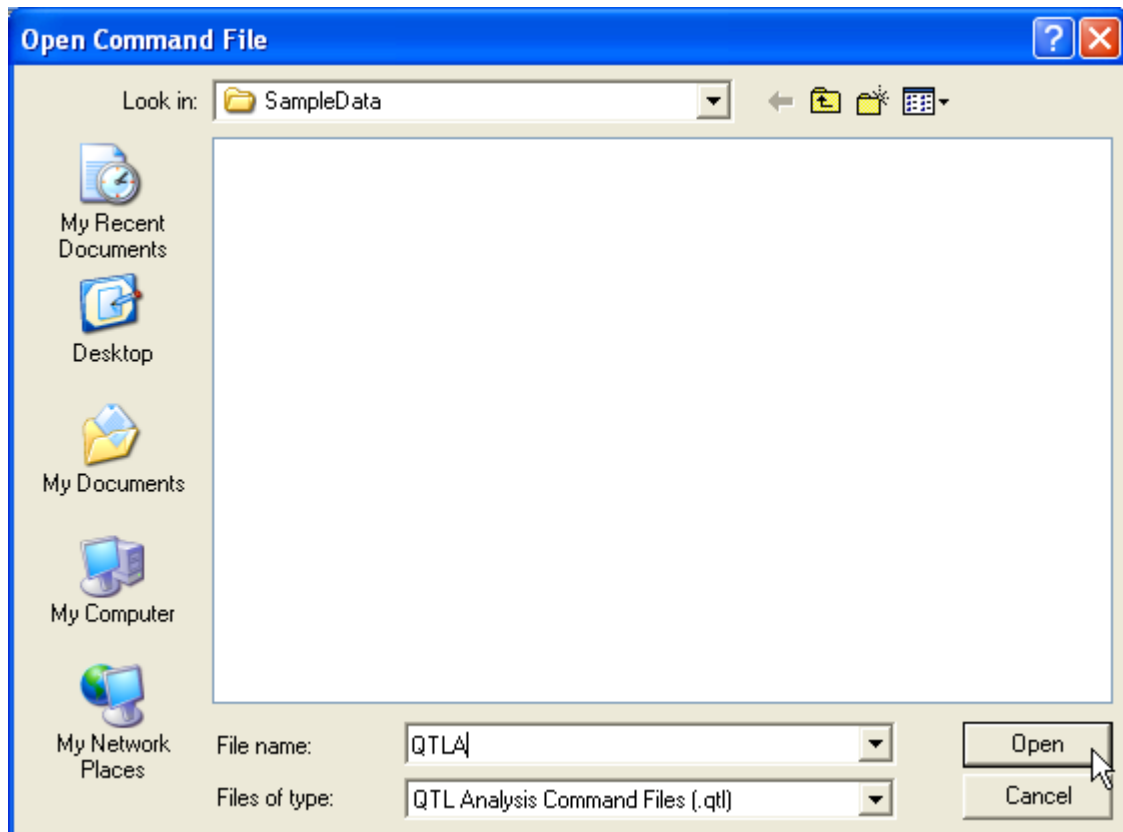 Open Command File
Look in: SampleData
My Recent
Documents
Desktop
My Documents
My Computer
My Network
Places
File name: QTLA Open
Files of type: QTL Analysis Command Files (.qtl) Cancel